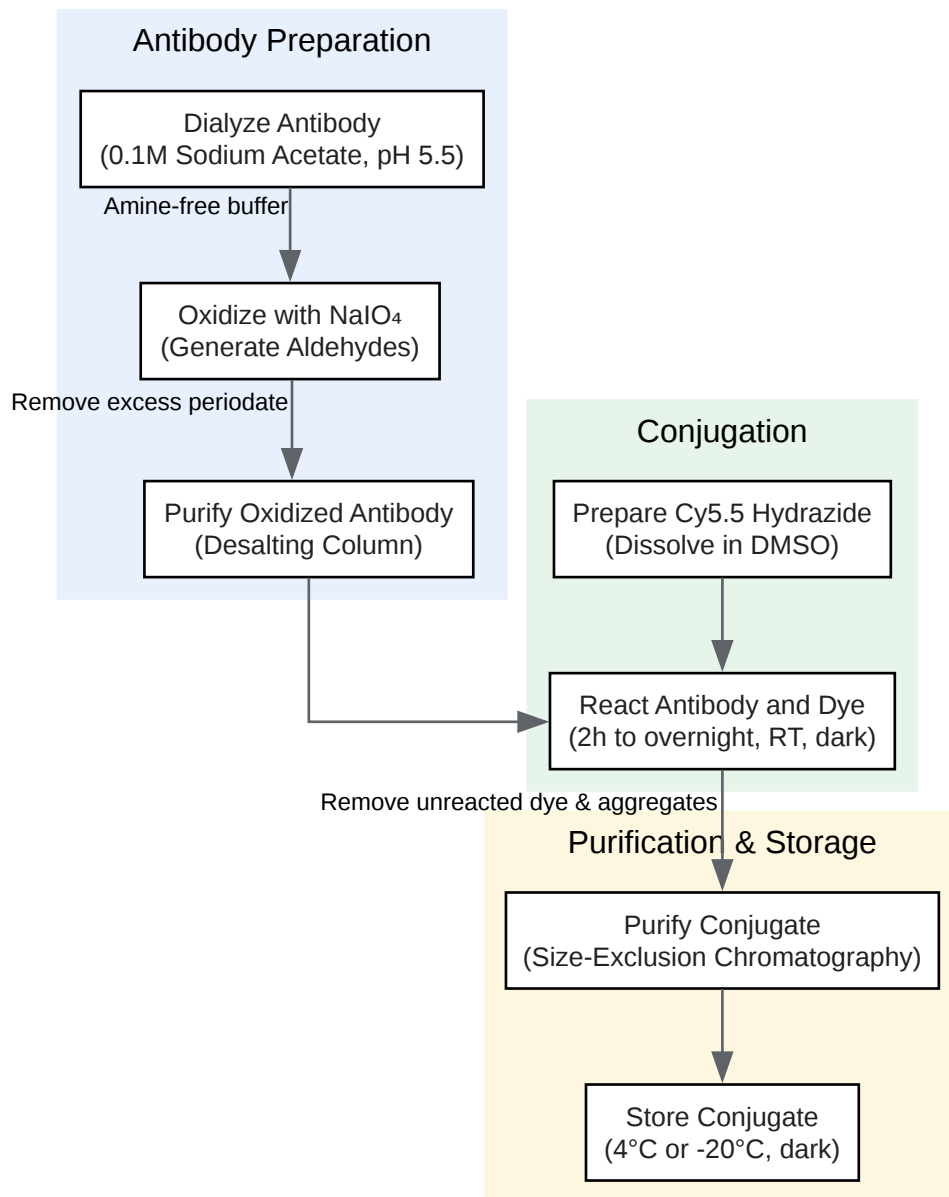 Antibody Preparation
Dialyze Antibody
(0.1M Sodium Acetate, pH 5.5)
Amine-free buffer
Oxidize with NaIO₄
(Generate Aldehydes)
Remove excess periodate
Purify Oxidized Antibody
(Desalting Column)
Conjugation
Prepare Cy5.5 Hydrazide
(Dissolve in DMSO)
React Antibody and Dye
(2h to overnight, RT, dark)
Remove unreacted dye & aggregates
Purification & Storage
Purify Conjugate
(Size-Exclusion Chromatography)
Store Conjugate
(4°C or -20°C, dark)